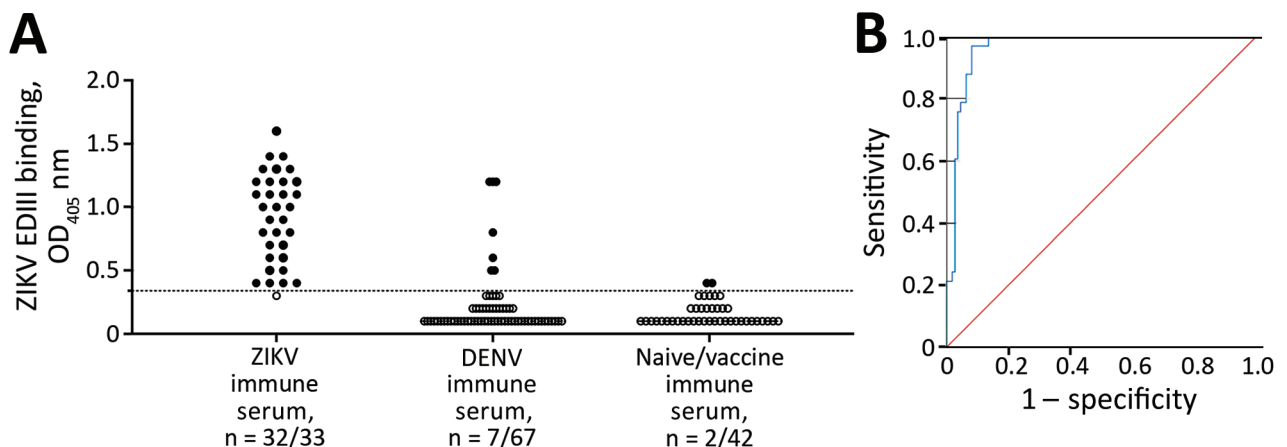 A
ZIKV EDIII binding,
OD405 nm
2.0
1.5
1.0
0.5
0
ZIKV
immune
serum,
n = 32/33
DENV
immune
serum,
n = 7/67
Naive/vaccine
immune
serum,
n = 2/42
B
Sensitivity
1.0
0.8
0.6
0.4
0.2
0
0 0.2 0.4 0.6 0.8 1.0
1 – specificity